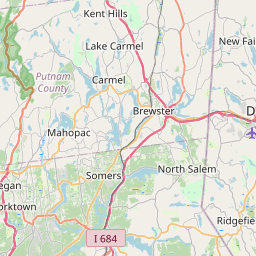 Kent Hills
New Fai
Lake Carmel
Putnam
County
Carmel
Brewster
D
Mahopac
North Salem
Somers
egan
orktown
Ridgefie
I 684